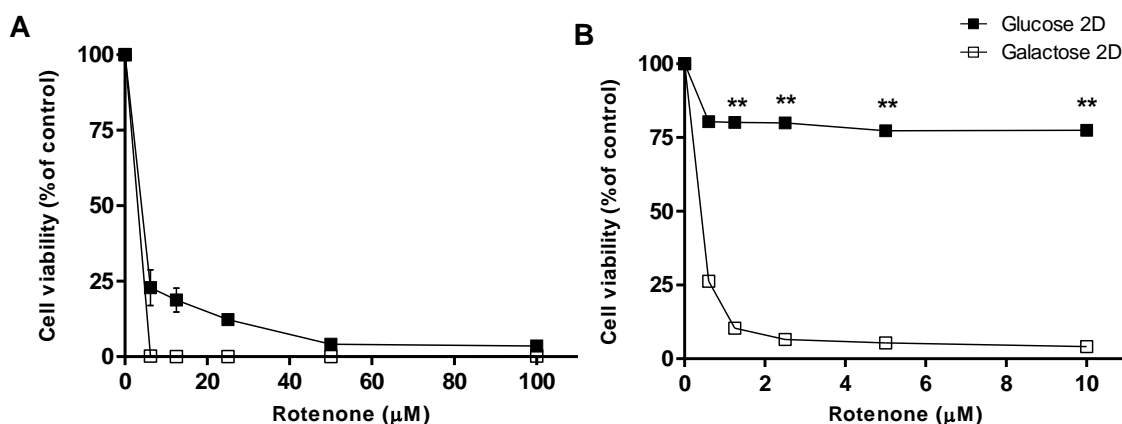 A
Cell viability (% of control)
100
75
50
25
0
0 20 40 60 80 100
Rotenone (μM)
B
Glucose 2D
Galactose 2D
Cell viability (% of control)
100
75
50
25
0
** ** ** **
0 2 4 6 8 10
Rotenone (μM)